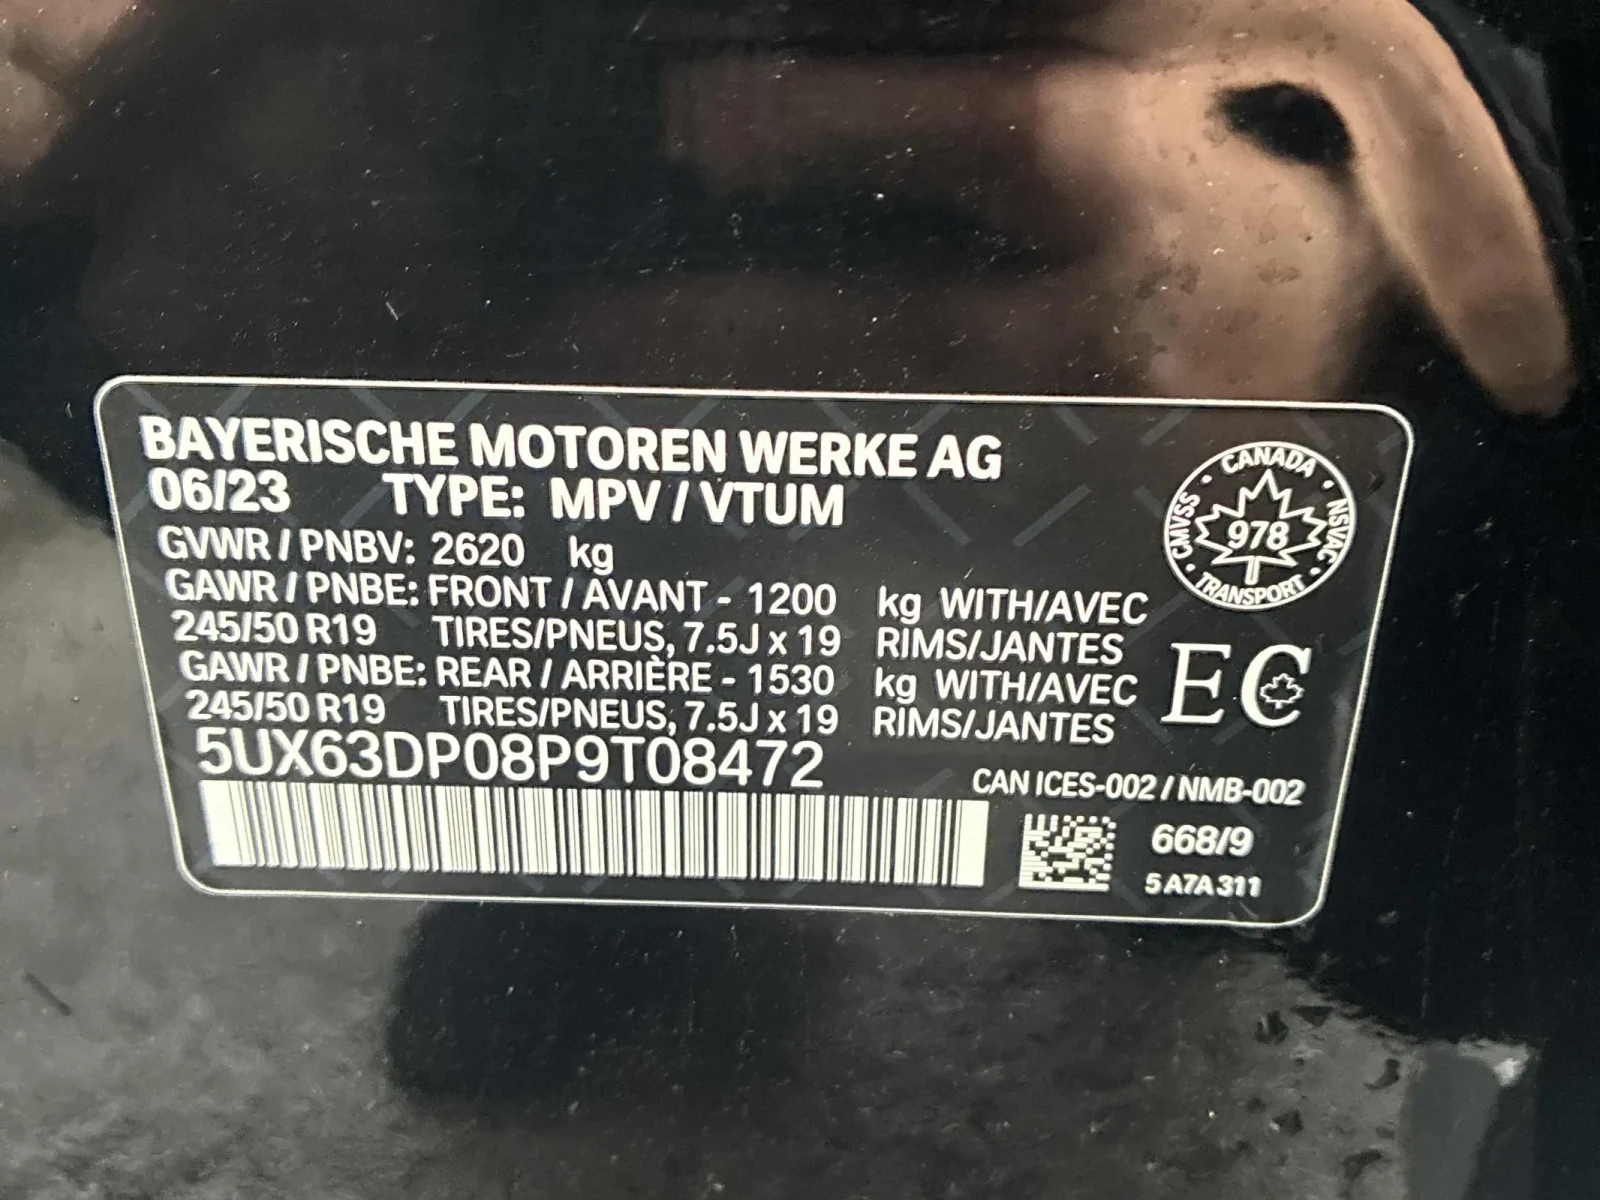 BAYERISCHE MOTOREN WERKE AG
06/23 TYPE: MPV / VTUM
GVWR / PNBV: 2620 kg
GAWR / PNBE: FRONT / AVANT - 1200 kg WITH/AVEC
245/50 R19 TIRES/PNEUS, 7.5J x 19 RIMS/JANTES
GAWR / PNBE: REAR / ARRIÈRE - 1530 kg WITH/AVEC
245/50 R19 TIRES/PNEUS, 7.5J x 19 RIMS/JANTES
5UX63DP08P9T08472
CANADA · NSVAC · TRANSPORT · CMVSS ·
978
EC
CAN ICES-002 / NMB-002
668/9
5A7A311